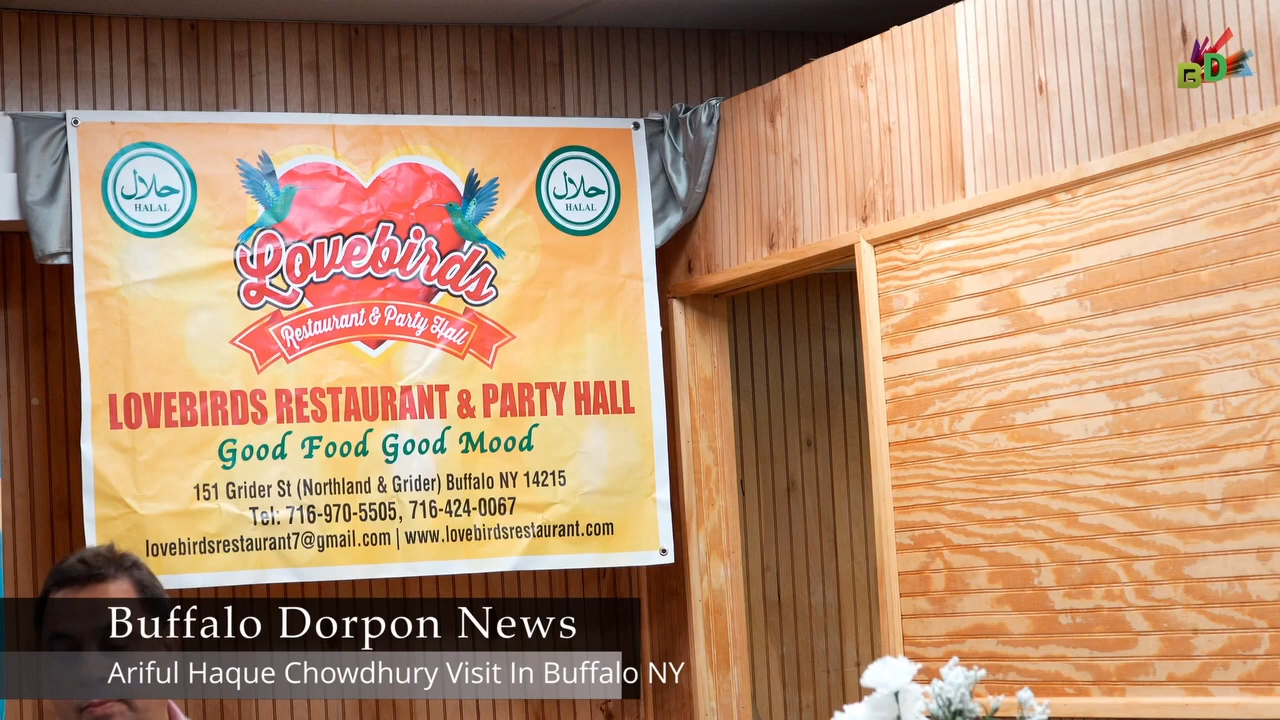 BD
حلال
HALAL
حلال
HALAL
Lovebirds
Restaurant & Party Hall
LOVEBIRDS RESTAURANT & PARTY HALL
Good Food Good Mood
151 Grider St (Northland & Grider) Buffalo NY 14215
Tel: 716-970-5505, 716-424-0067
lovebirdsrestaurant7@gmail.com | www.lovebirdsrestaurant.com
Buffalo Dorpon News
Ariful Haque Chowdhury Visit In Buffalo NY